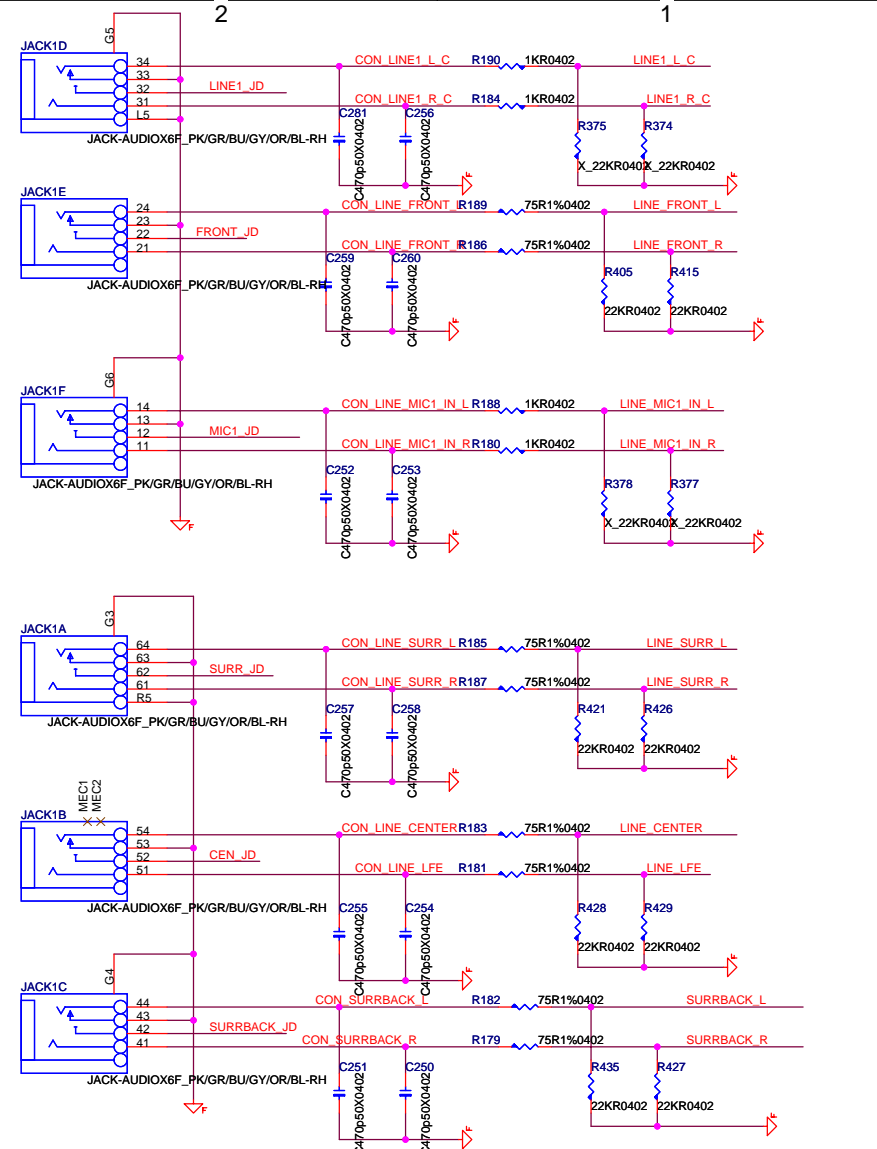 2 1
G5
JACK1D
34 CON_LINE1_L_C R190 1KR0402 LINE1_L_C
33
32 LINE1_JD
31 CON_LINE1_R_C R184 1KR0402 LINE1_R_C
L5
C281 C256
C470p50X0402 C470p50X0402
R375 R374
JACK-AUDIOX6F_PK/GR/BU/GY/OR/BL-RH
X_22KR0402 X_22KR0402
F F
JACK1E
24 CON_LINE_FRONT_L R189 75R1%0402 LINE_FRONT_L
23
22 FRONT_JD
21 CON_LINE_FRONT_R R186 75R1%0402 LINE_FRONT_R
C259 C260
C470p50X0402 C470p50X0402
R405 R415
JACK-AUDIOX6F_PK/GR/BU/GY/OR/BL-RH
22KR0402 22KR0402
F F
G6
JACK1F
14 CON_LINE_MIC1_IN_L R188 1KR0402 LINE_MIC1_IN_L
13
12 MIC1_JD
11 CON_LINE_MIC1_IN_R R180 1KR0402 LINE_MIC1_IN_R
C252 C253
C470p50X0402 C470p50X0402
R378 R377
JACK-AUDIOX6F_PK/GR/BU/GY/OR/BL-RH
X_22KR0402 X_22KR0402
F F F
G3
JACK1A
64 CON_LINE_SURR_L R185 75R1%0402 LINE_SURR_L
63
62 SURR_JD
61 CON_LINE_SURR_R R187 75R1%0402 LINE_SURR_R
R5
C257 C258
C470p50X0402 C470p50X0402
R421 R426
JACK-AUDIOX6F_PK/GR/BU/GY/OR/BL-RH
22KR0402 22KR0402
F F
MEC1
MEC2
JACK1B
54 CON_LINE_CENTER R183 75R1%0402 LINE_CENTER
53
52 CEN_JD
51 CON_LINE_LFE R181 75R1%0402 LINE_LFE
C255 C254
C470p50X0402 C470p50X0402
R428 R429
JACK-AUDIOX6F_PK/GR/BU/GY/OR/BL-RH
22KR0402 22KR0402
F F
G4
JACK1C
44 CON_SURRBACK_L R182 75R1%0402 SURRBACK_L
43
42 SURRBACK_JD
41 CON_SURRBACK_R R179 75R1%0402 SURRBACK_R
C251 C250
C470p50X0402 C470p50X0402
R435 R427
JACK-AUDIOX6F_PK/GR/BU/GY/OR/BL-RH
22KR0402 22KR0402
F F F